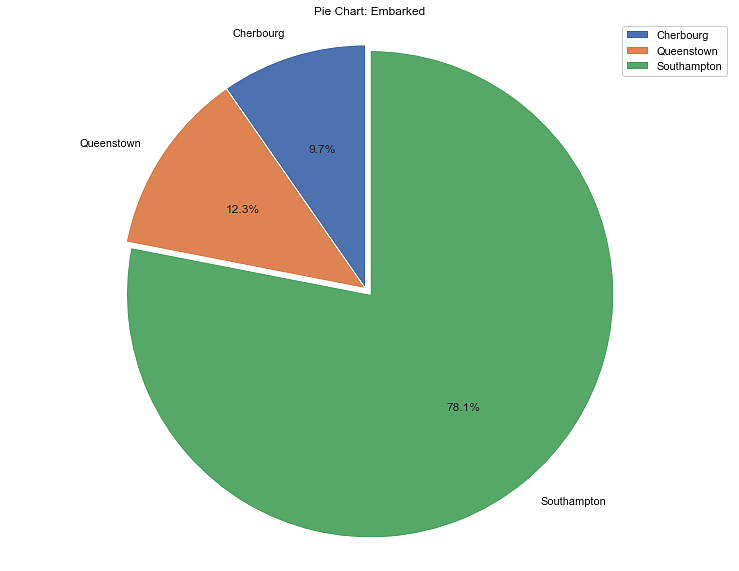 Pie Chart: Embarked
Cherbourg
Queenstown
Southampton
Cherbourg
Queenstown
9.7%
12.3%
78.1%
Southampton